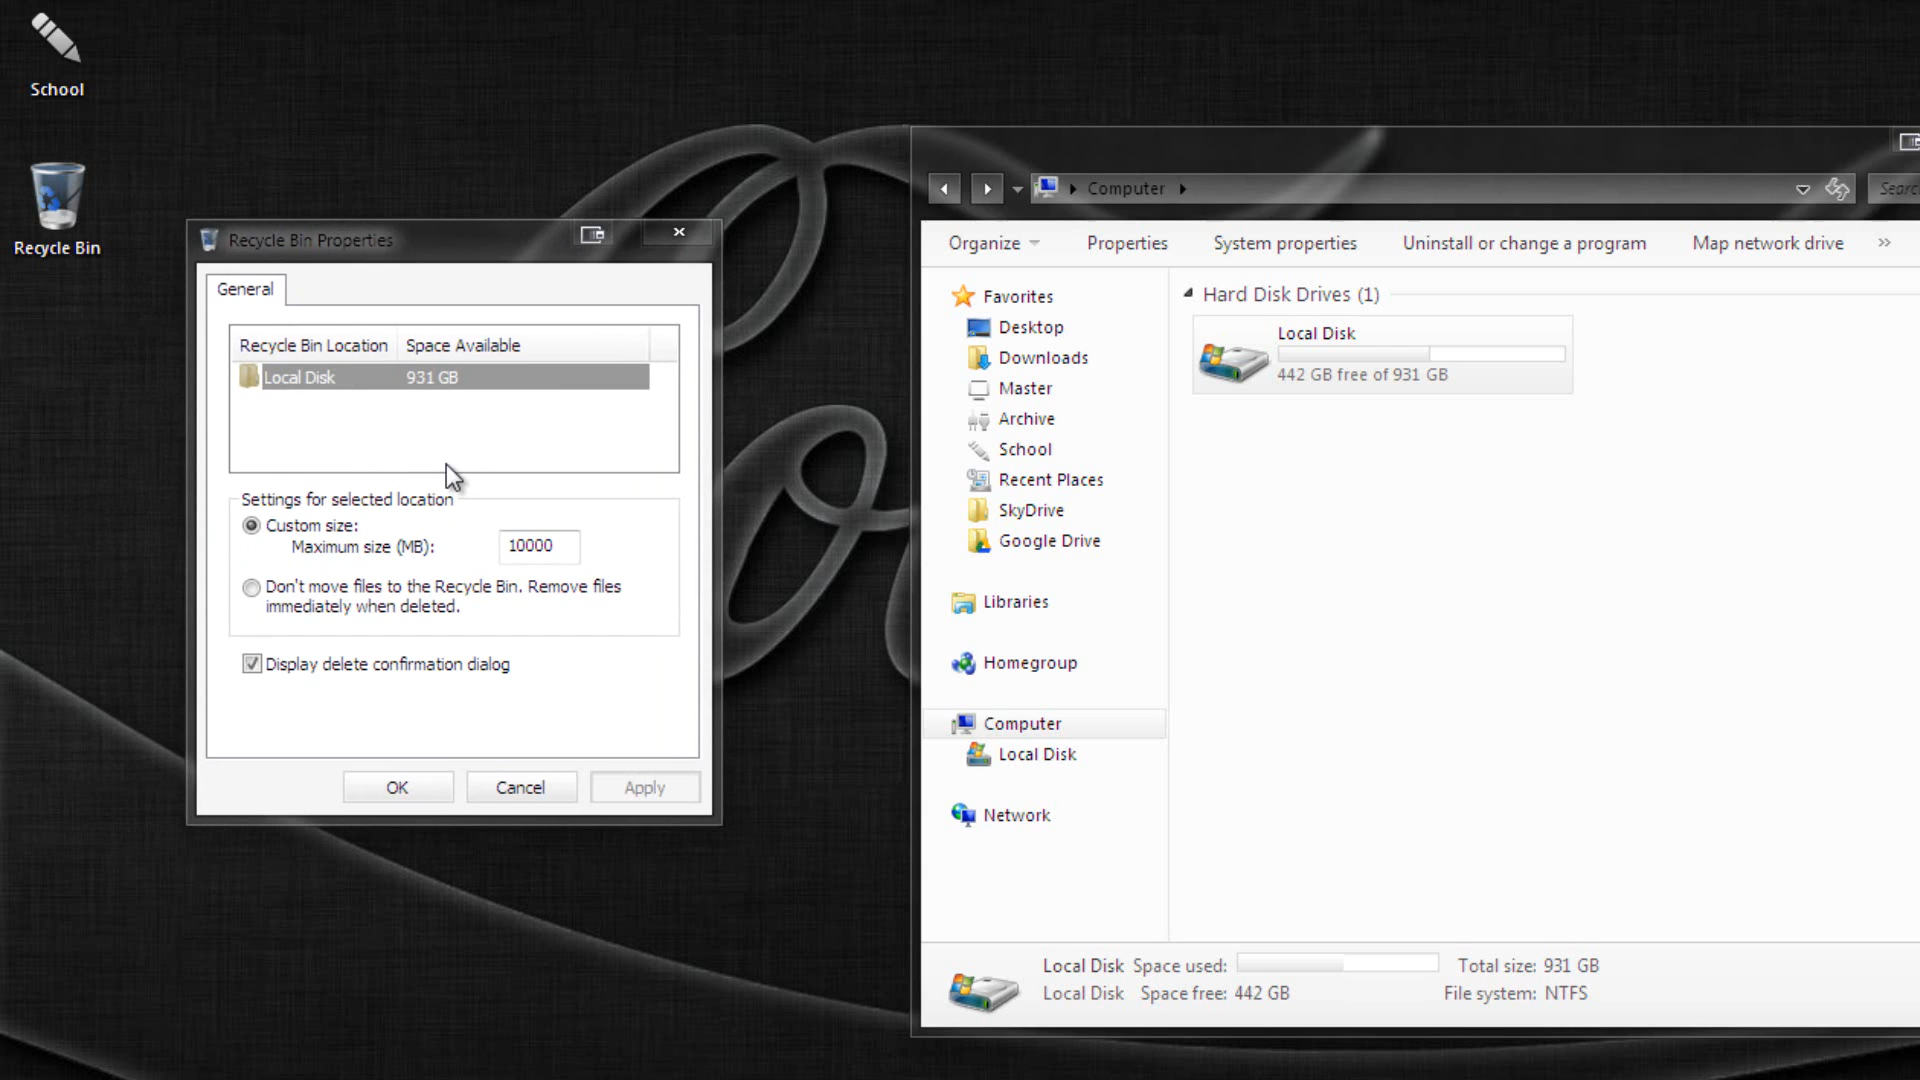 School
Recycle Bin
Recycle Bin Properties
General
Recycle Bin Location Space Available
Local Disk 931 GB
Settings for selected location
Custom size:
Maximum size (MB): 10000
Don't move files to the Recycle Bin. Remove files
immediately when deleted.
Display delete confirmation dialog
OK Cancel Apply
Computer
Searc
Organize Properties System properties Uninstall or change a program Map network drive »
Favorites
Desktop
Downloads
Master
Archive
School
Recent Places
SkyDrive
Google Drive
Libraries
Homegroup
Computer
Local Disk
Network
Hard Disk Drives (1)
Local Disk
442 GB free of 931 GB
Local Disk Space used: Total size: 931 GB
Local Disk Space free: 442 GB File system: NTFS